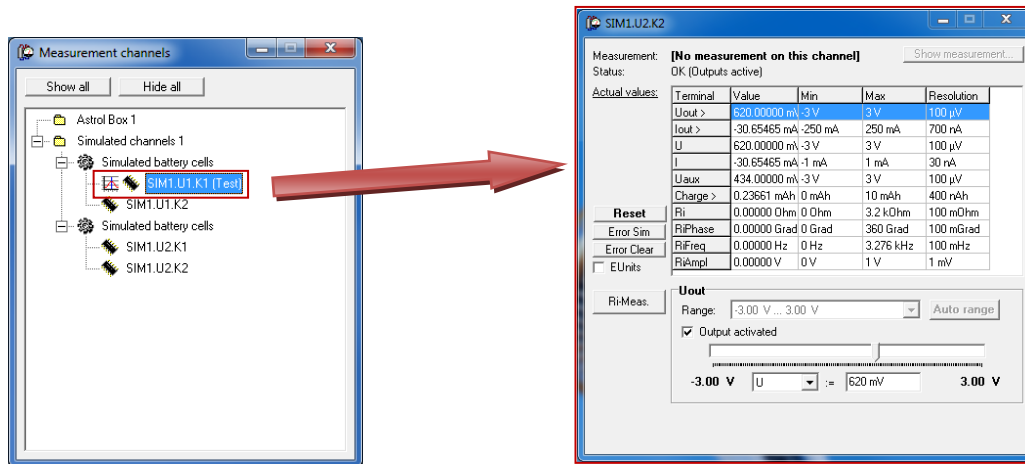 Measurement channels
Show all Hide all
Astrol Box 1
Simulated channels 1
Simulated battery cells
SIM1.U1.K1 (Test)
SIM1.U1.K2
Simulated battery cells
SIM1.U2.K1
SIM1.U2.K2
SIM1.U2.K2
Measurement: [No measurement on this channel] Show measurement...
Status: OK (Outputs active)
Actual values:
Terminal Value Min Max Resolution
Uout > 620.00000 mV -3 V 3 V 100 µV
Iout > -30.65465 mA -250 mA 250 mA 700 nA
U 620.00000 mV -3 V 3 V 100 µV
I -30.65465 mA -1 mA 1 mA 30 nA
Uaux 434.00000 mV -3 V 3 V 100 µV
Charge > 0.23661 mAh 0 mAh 10 mAh 400 nAh
Ri 0.00000 Ohm 0 Ohm 3.2 kOhm 100 mOhm
RiPhase 0.00000 Grad 0 Grad 360 Grad 100 mGrad
RiFreq 0.00000 Hz 0 Hz 3.276 kHz 100 mHz
RiAmpl 0.00000 V 0 V 1 V 1 mV
Reset
Error Sim
Error Clear
EUnits
Ri-Meas.
Uout
Range: -3.00 V ... 3.00 V Auto range
Output activated
-3.00 V U := 620 mV 3.00 V